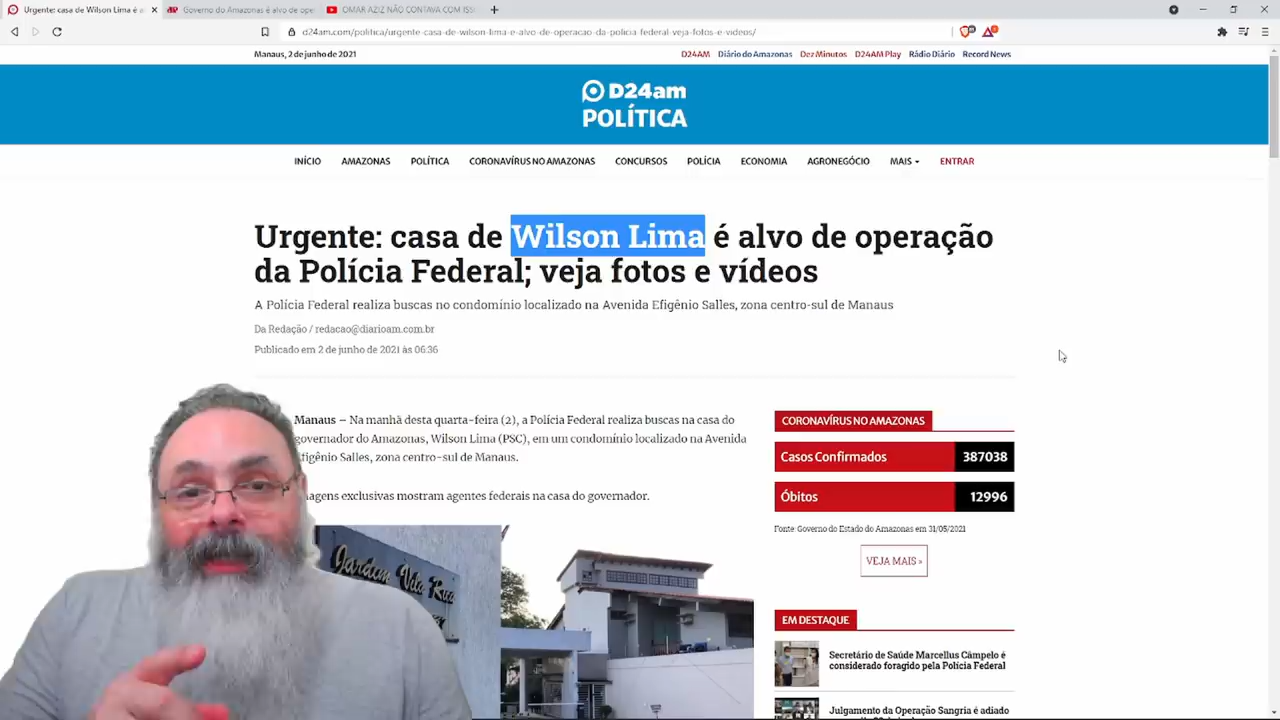 Urgente: casa de Wilson Lima é a
Governo do Amazonas é alvo de ope
OMAR AZIZ NÃO CONTAVA COM IS
d24am.com/politica/urgente-casa-de-wilson-lima-e-alvo-de-operacao-da-policia-federal-veja-fotos-e-videos/
Manaus, 2 de junho de 2021
D24AM Diário do Amazonas Dez Minutos D24AM Play Rádio Diário Record News
D24am
POLÍTICA
INÍCIO AMAZONAS POLÍTICA CORONAVÍRUS NO AMAZONAS CONCURSOS POLÍCIA ECONOMIA AGRONEGÓCIO MAIS ENTRAR
Urgente: casa de Wilson Lima é alvo de operação
da Polícia Federal; veja fotos e vídeos
A Polícia Federal realiza buscas no condomínio localizado na Avenida Efigênio Salles, zona centro-sul de Manaus
Da Redação / redacao@diarioam.com.br
Publicado em 2 de junho de 2021 às 06:36
Manaus – Na manhã desta quarta-feira (2), a Polícia Federal realiza buscas na casa do
governador do Amazonas, Wilson Lima (PSC), em um condomínio localizado na Avenida
figênio Salles, zona centro-sul de Manaus.
agens exclusivas mostram agentes federais na casa do governador.
Jardim Vila Rica
CORONAVÍRUS NO AMAZONAS
Casos Confirmados 387038
Óbitos 12996
Fonte: Governo do Estado do Amazonas em 31/05/2021
VEJA MAIS »
EM DESTAQUE
Secretário de Saúde Marcellus Câmpelo é
considerado foragido pela Polícia Federal
Julgamento da Operação Sangria é adiado